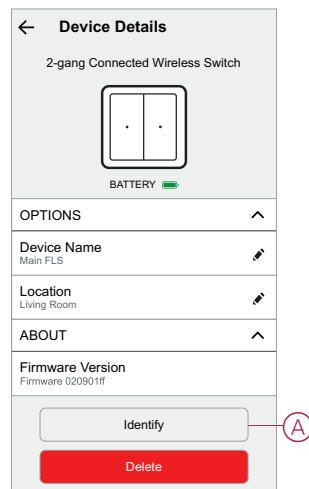 Device Details
2-gang Connected Wireless Switch
BATTERY
OPTIONS
Device Name
Main FLS
Location
Living Room
ABOUT
Firmware Version
Firmware 020901ff
Identify
A
Delete